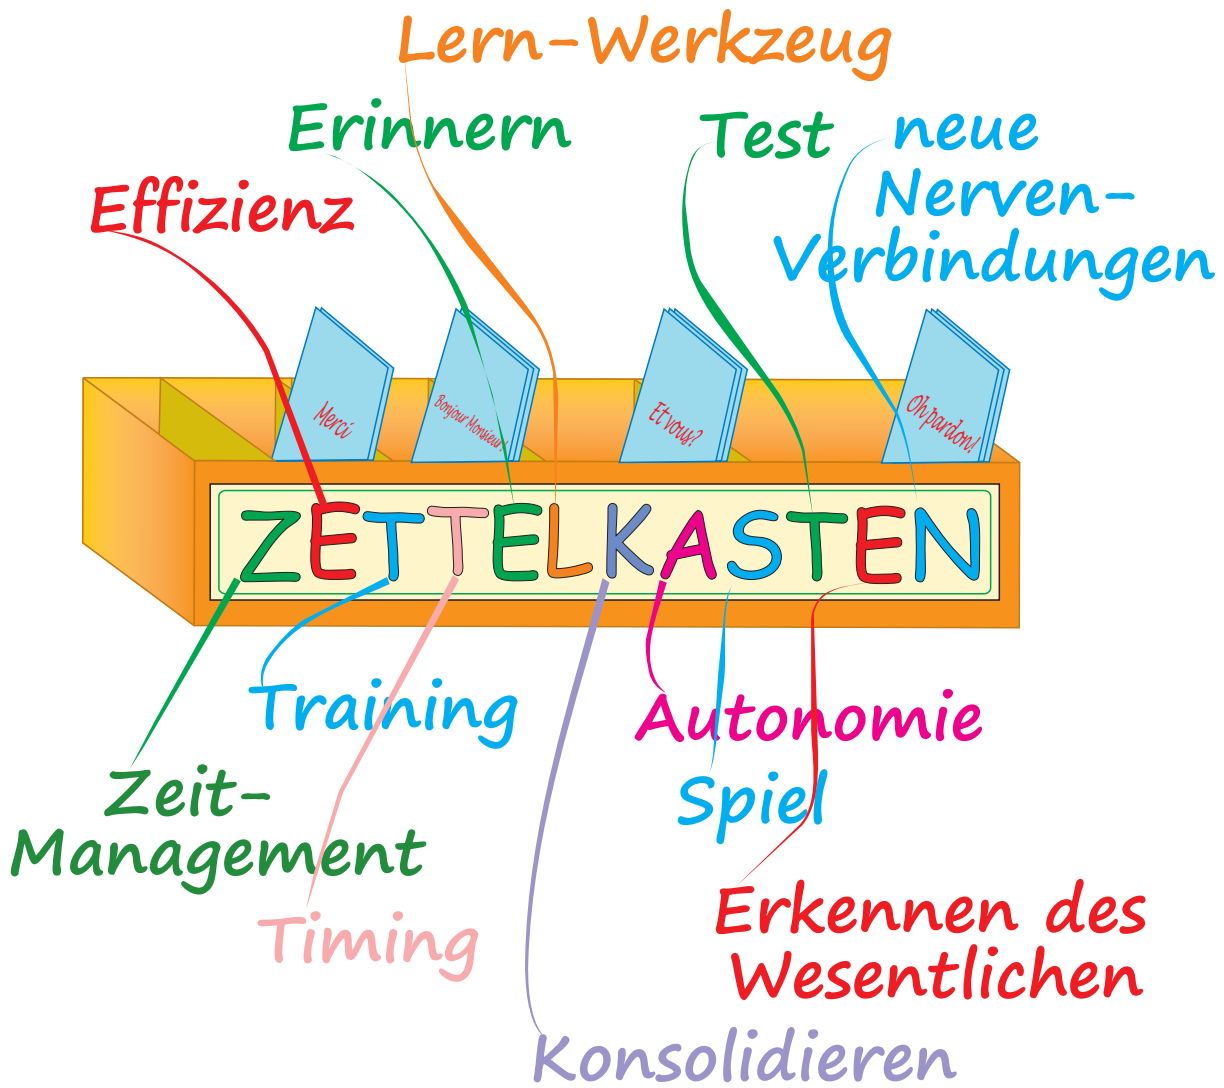 Lern-Werkzeug
Erinnern
Test
neue
Nerven-
Verbindungen
Effizienz
Merci
Bonjour Monsieur!
Et vous?
Oh pardon!
ZETTELKASTEN
Training
Autonomie
Zeit-
Management
Spiel
Timing
Erkennen des
Wesentlichen
Konsolidieren